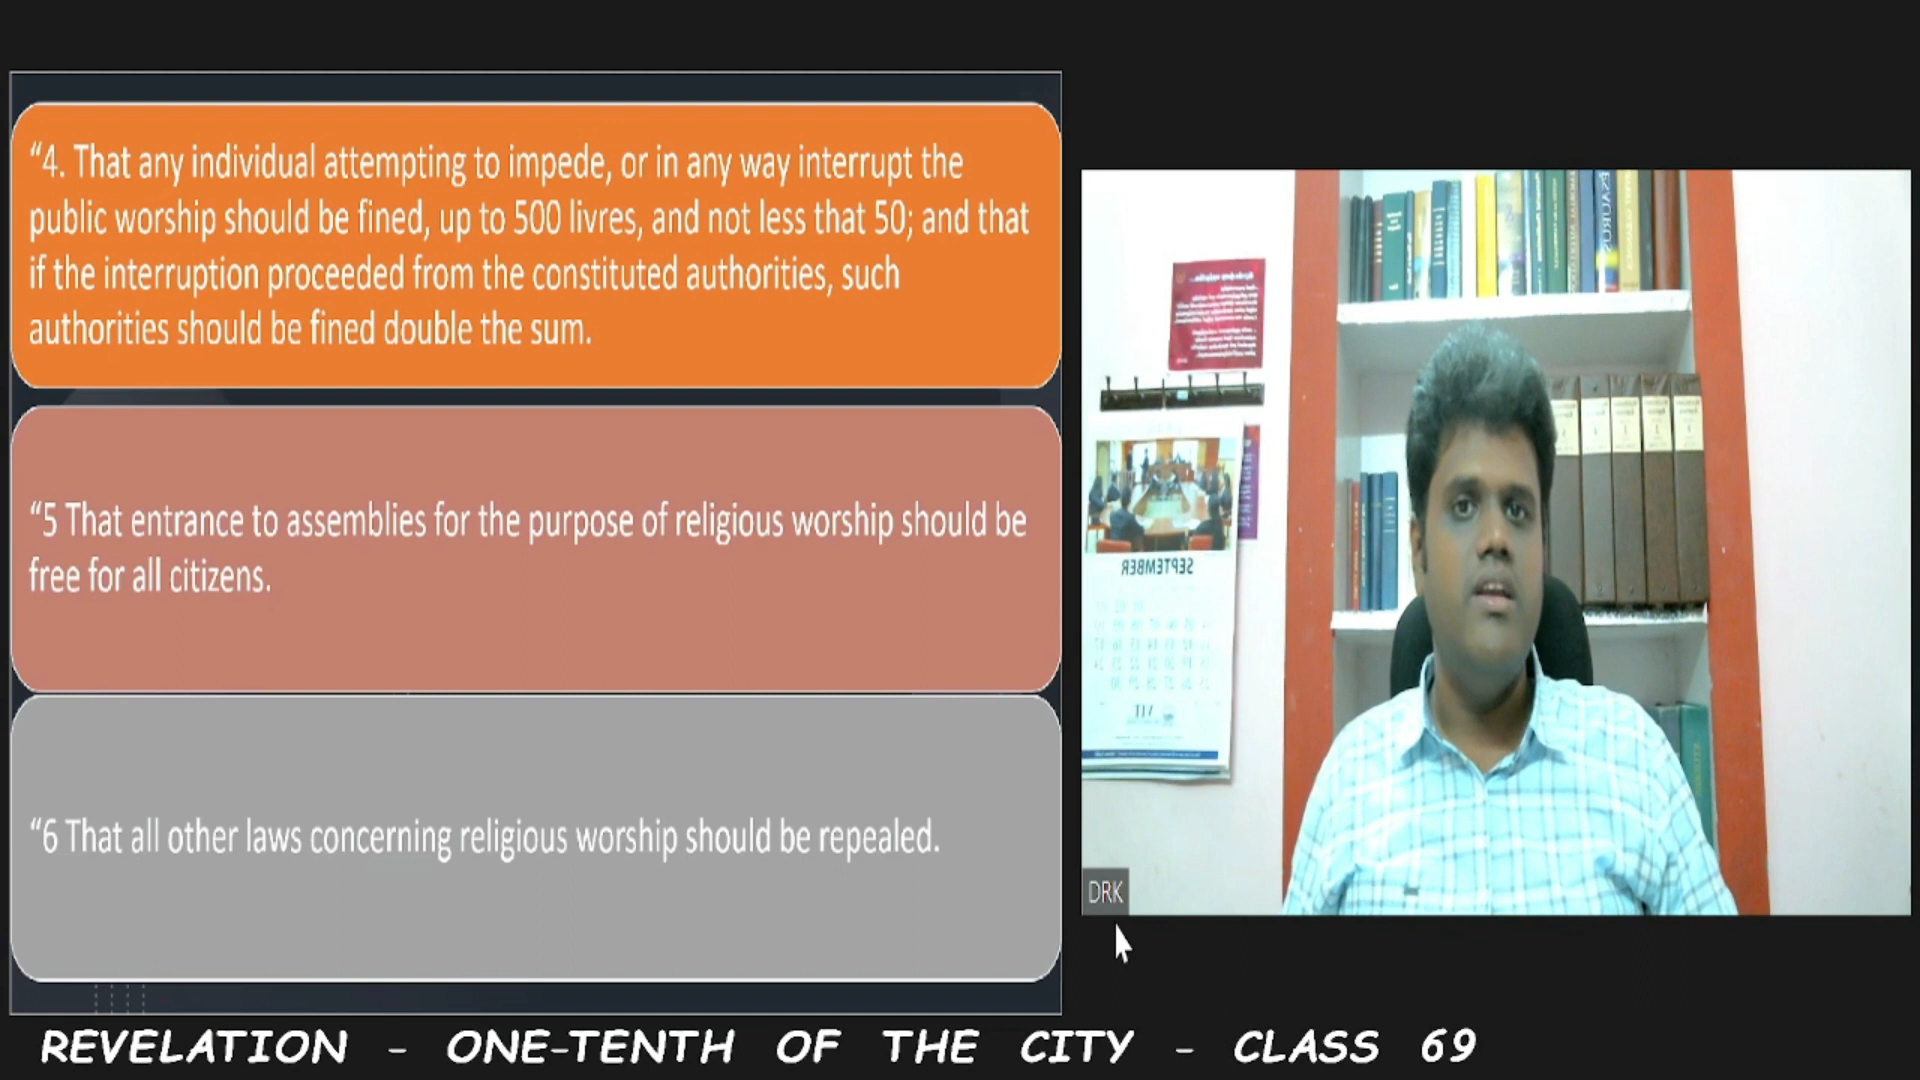 “4. That any individual attempting to impede, or in any way interrupt the
public worship should be fined, up to 500 livres, and not less that 50; and that
if the interruption proceeded from the constituted authorities, such
authorities should be fined double the sum.
“5 That entrance to assemblies for the purpose of religious worship should be
free for all citizens.
“6 That all other laws concerning religious worship should be repealed.
SEPTEMBER
VIT
DRK
REVELATION - ONE-TENTH OF THE CITY - CLASS 69